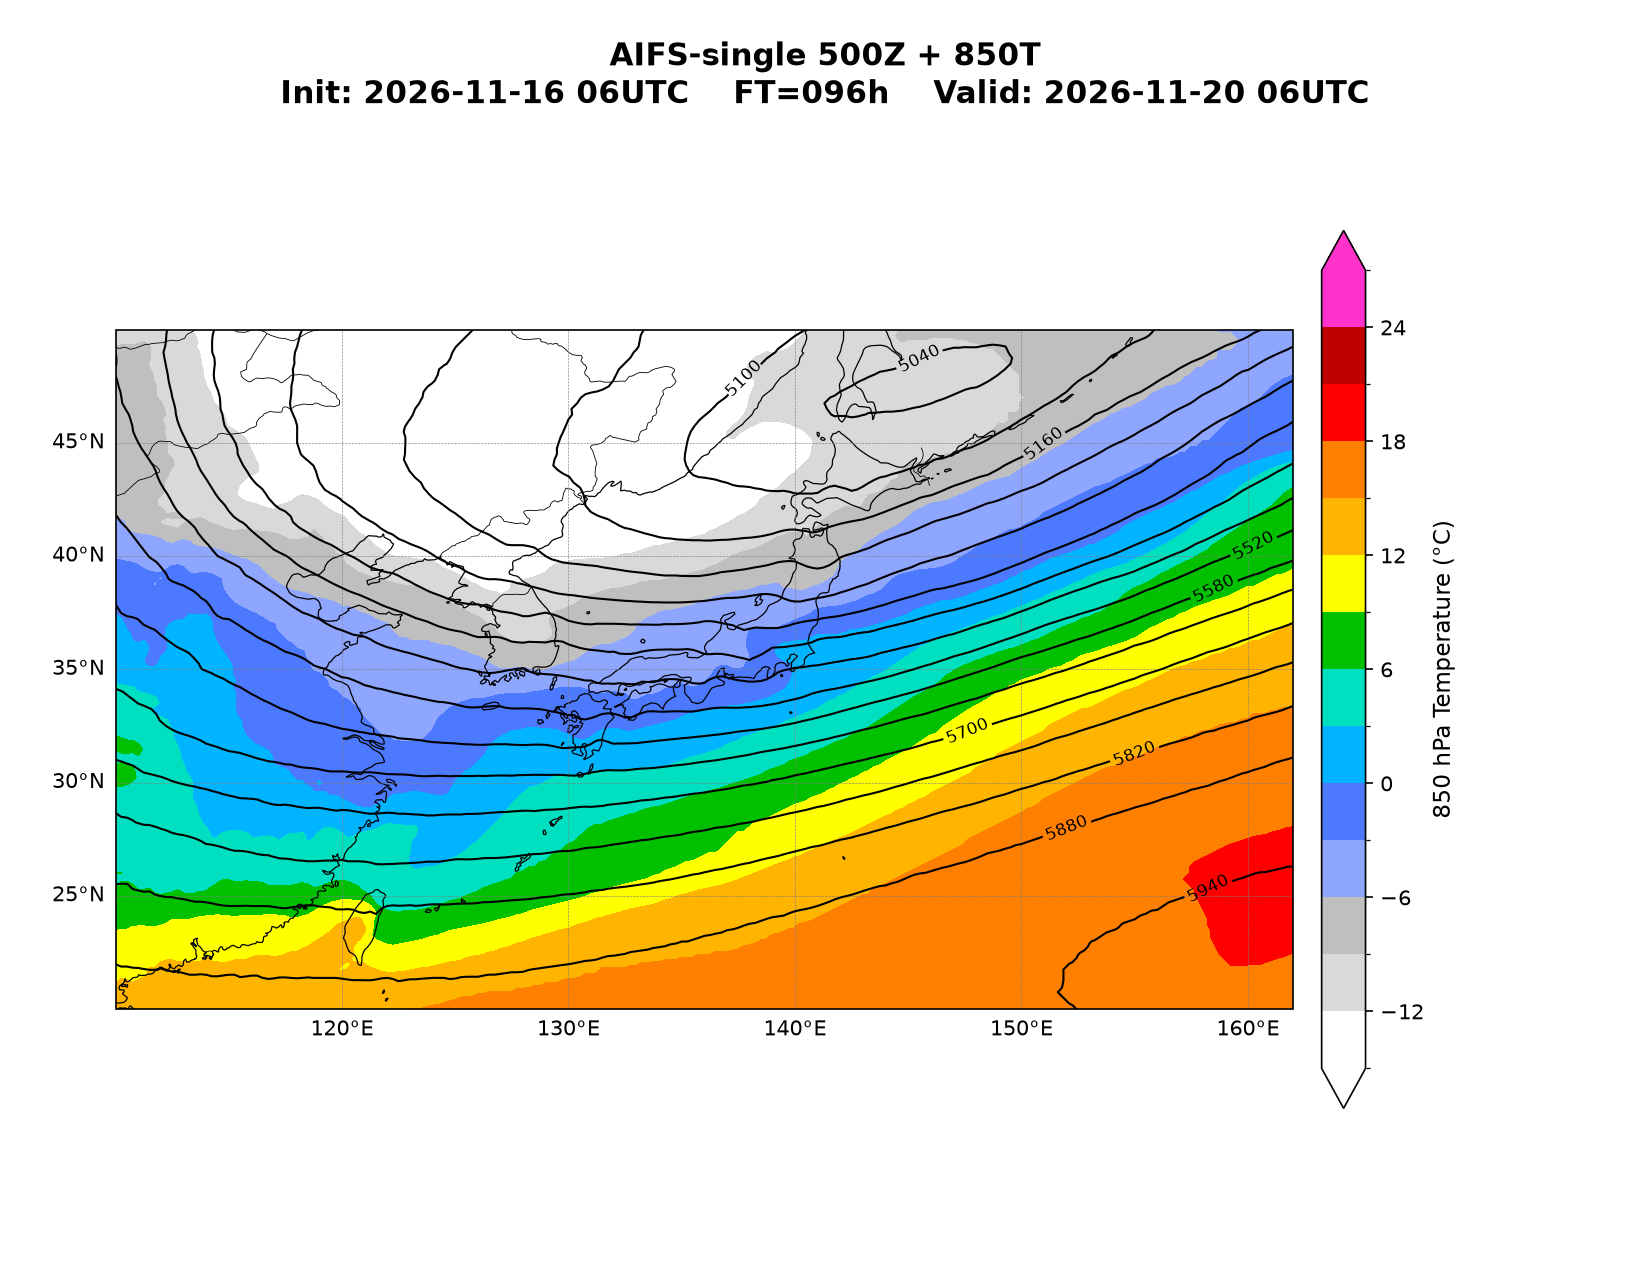 AIFS-single 500Z + 850T
Init: 2026-11-16 06UTC    FT=096h    Valid: 2026-11-20 06UTC
5040
5100
5160
5520
5580
5700
5820
5880
5940
45°N
40°N
35°N
30°N
25°N
120°E
130°E
140°E
150°E
160°E
24
18
12
6
0
−6
−12
850 hPa Temperature (°C)